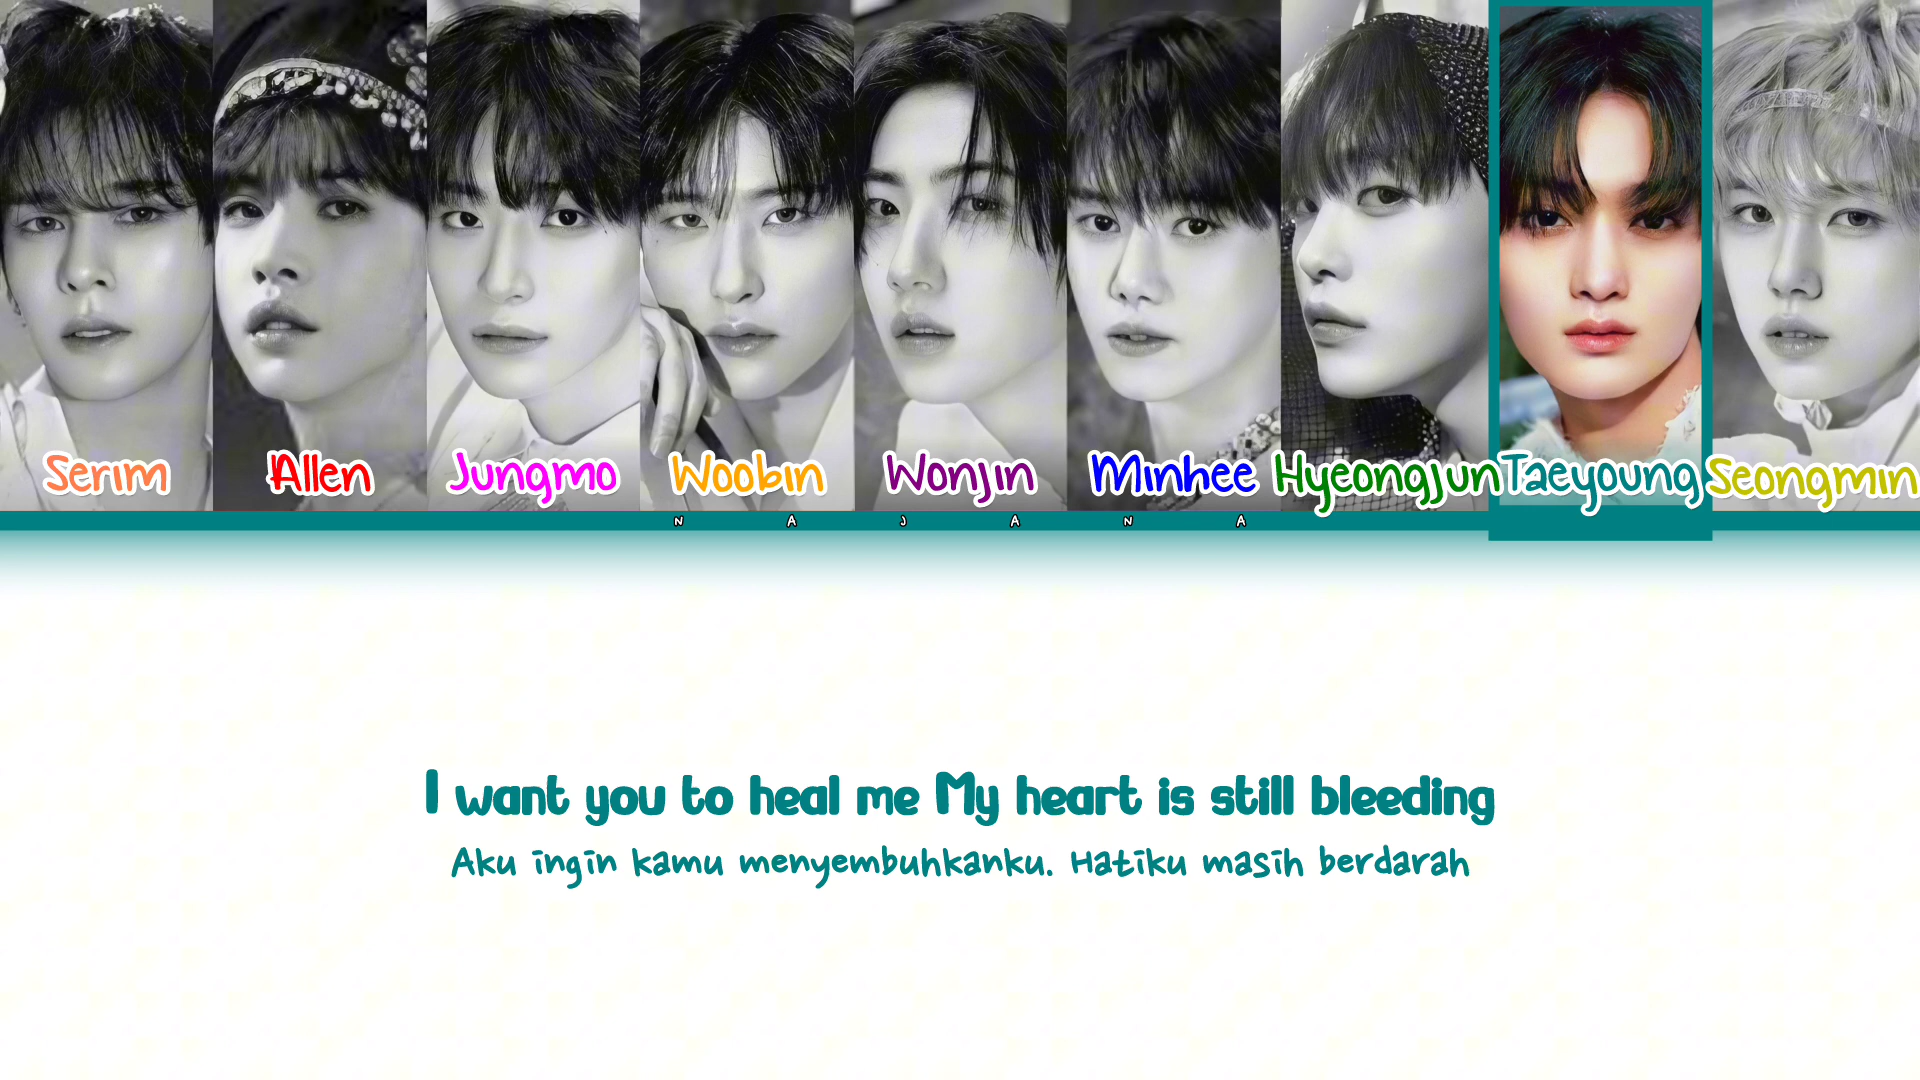 Serim Allen Jungmo Woobin Wonjin Minhee Hyeongjun Taeyoung Seongmin
N A J A N A
I want you to heal me My heart is still bleeding
Aku ingin kamu menyembuhkanku. Hatiku masih berdarah